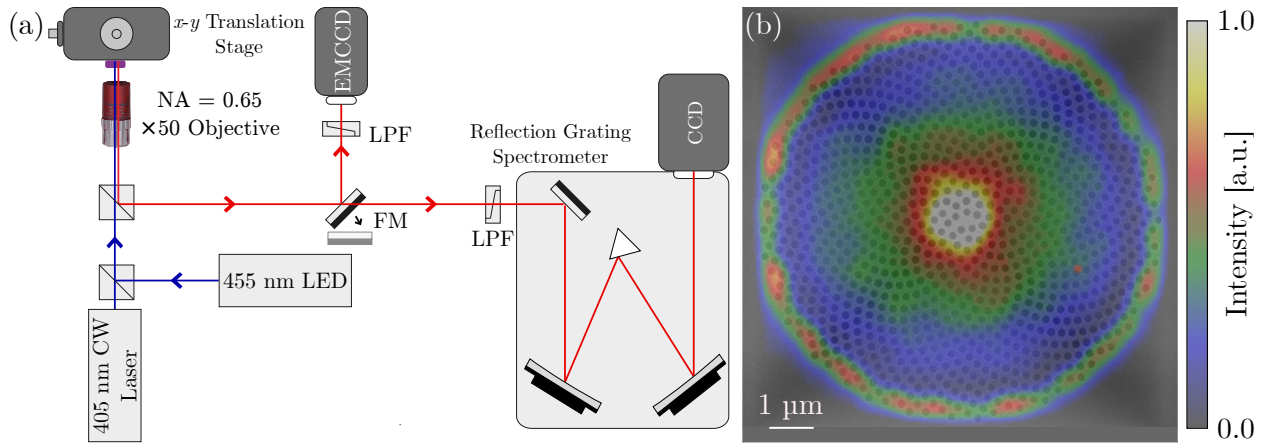 (a)
x-y Translation
Stage
NA = 0.65
×50 Objective
EMCCD
LPF
FM
LPF
Reflection Grating
Spectrometer
CCD
455 nm LED
405 nm CW
Laser
(b)
1 µm
1.0
Intensity [a.u.]
0.0